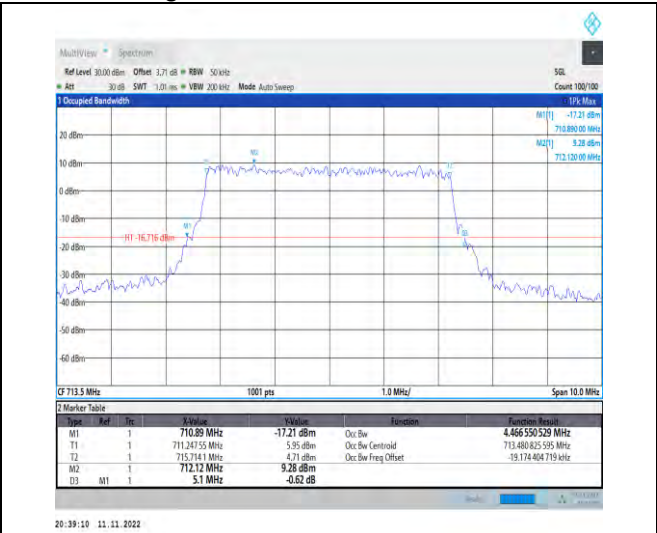 MultiView Spectrum
Ref Level 30.00 dBm Offset 3.71 dB RBW 50 kHz SGL
Att 30 dB SWT 1.01 ms VBW 200 kHz Mode Auto Sweep Count 100/100
1 Occupied Bandwidth 1Pk Max
M1[1] -17.21 dBm
710.890 00 MHz
M2[1] 9.28 dBm
712.120 00 MHz
20 dBm
M2
10 dBm
T1 T2
0 dBm
-10 dBm
M1
D3
H1 -16.716 dBm
-20 dBm
-30 dBm
-40 dBm
-50 dBm
-60 dBm
CF 713.5 MHz 1001 pts 1.0 MHz/ Span 10.0 MHz
2 Marker Table
Type Ref Trc X-Value Y-Value Function Function Result
M1 1 710.89 MHz -17.21 dBm Occ Bw 4.466 550 529 MHz
T1 1 711.247 55 MHz 5.95 dBm Occ Bw Centroid 713.480 825 595 MHz
T2 1 715.714 1 MHz 4.71 dBm Occ Bw Freq Offset -19.174 404 719 kHz
M2 1 712.12 MHz 9.28 dBm
D3 M1 1 5.1 MHz -0.62 dB
20:39:10 11.11.2022